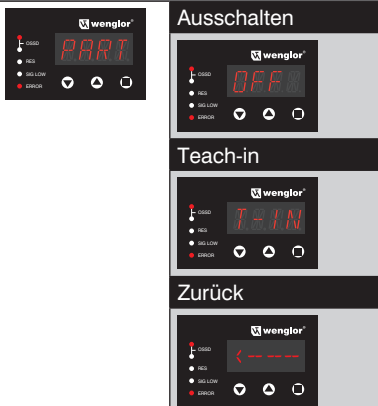 wenglor®
OSSD
RES
SIG.LOW
ERROR
PART
Ausschalten
wenglor®
OSSD
RES
SIG.LOW
ERROR
OFF
Teach-in
wenglor®
OSSD
RES
SIG.LOW
ERROR
T-IN
Zurück
wenglor®
OSSD
RES
SIG.LOW
ERROR
<----